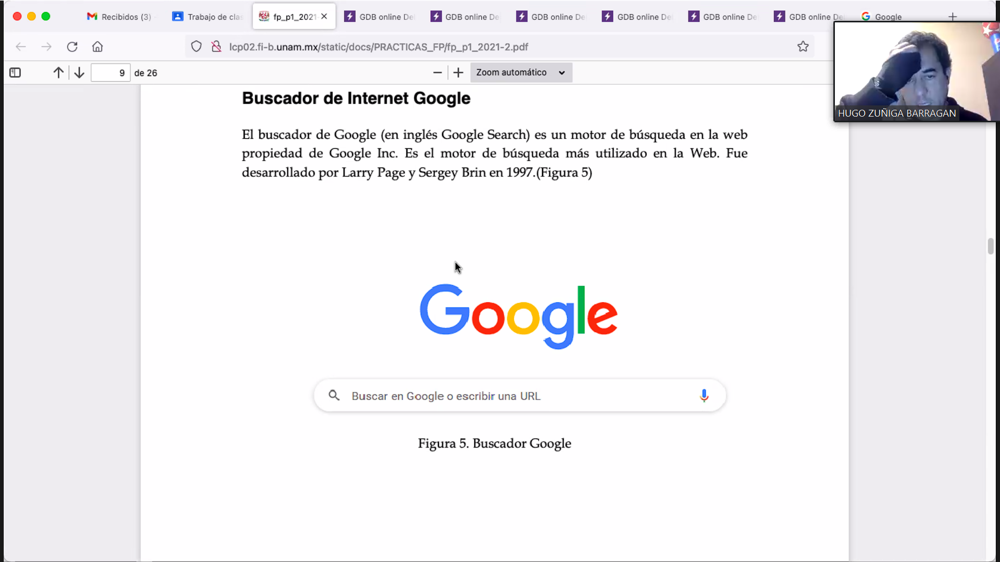 Recibidos (3)
Trabajo de clas
fp_p1_2021
GDB online De
GDB online De
GDB online De
GDB online De
GDB online De
GDB online De
Google
lcp02.fi-b.unam.mx/static/docs/PRACTICAS_FP/fp_p1_2021-2.pdf
9 de 26
Zoom automático
HUGO ZUÑIGA BARRAGAN
Buscador de Internet Google
El buscador de Google (en inglés Google Search) es un motor de búsqueda en la web
propiedad de Google Inc. Es el motor de búsqueda más utilizado en la Web. Fue
desarrollado por Larry Page y Sergey Brin en 1997.(Figura 5)
Google
Buscar en Google o escribir una URL
Figura 5. Buscador Google